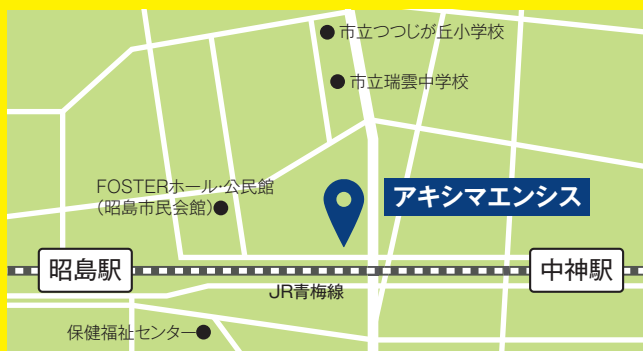 市立つつじが丘小学校
市立瑞雲中学校
FOSTERホール・公民館
(昭島市民会館)
アキシマエンシス
昭島駅
中神駅
JR青梅線
保健福祉センター